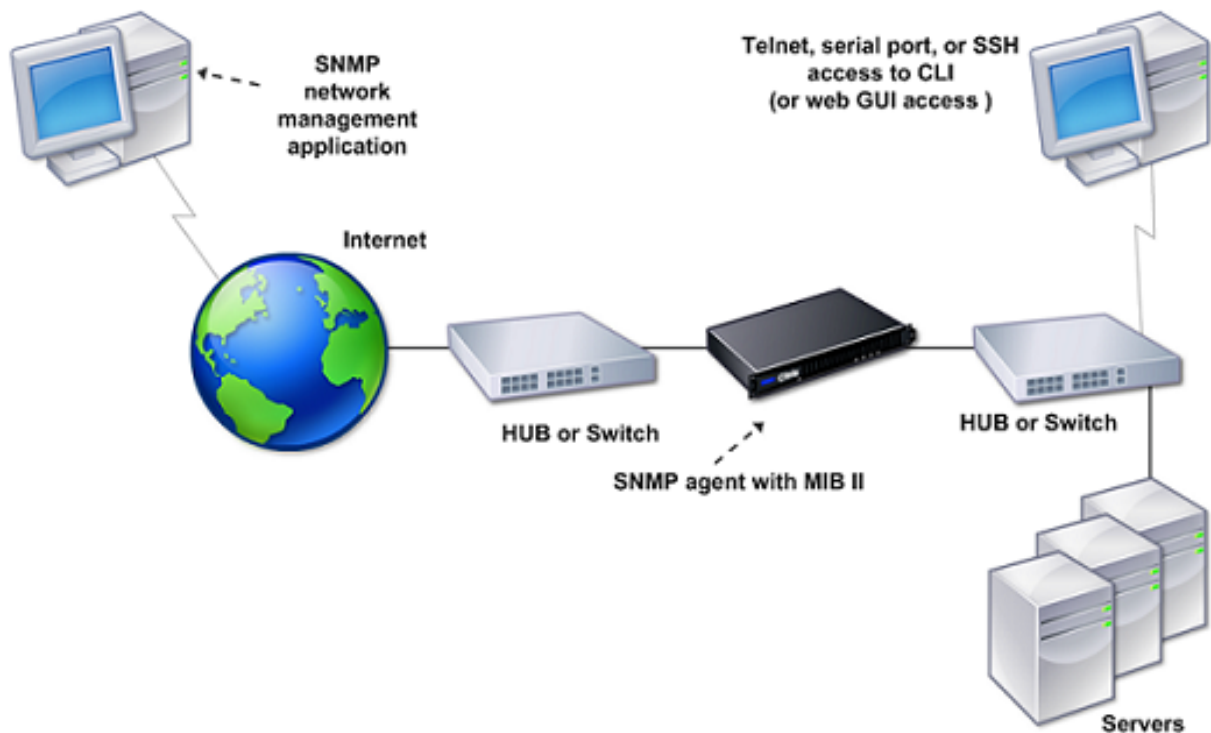 SNMP
network
management
application
Telnet, serial port, or SSH
access to CLI
(or web GUI access )
Internet
HUB or Switch
HUB or Switch
SNMP agent with MIB II
Servers